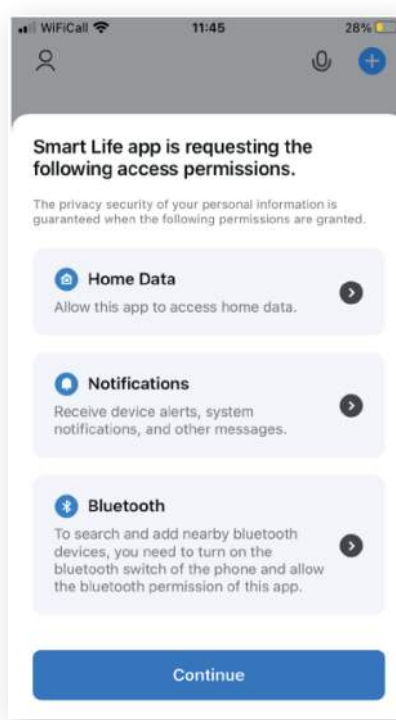 WiFiCall 11:45 28%
Smart Life app is requesting the
following access permissions.
The privacy security of your personal information is
guaranteed when the following permissions are granted.
Home Data
Allow this app to access home data.
Notifications
Receive device alerts, system
notifications, and other messages.
Bluetooth
To search and add nearby bluetooth
devices, you need to turn on the
bluetooth switch of the phone and allow
the bluetooth permission of this app.
Continue